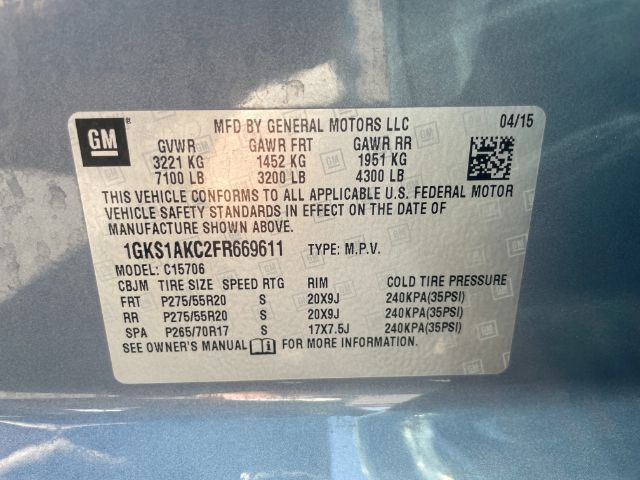 GM ®
MFD BY GENERAL MOTORS LLC 04/15
GVWR GAWR FRT GAWR RR
3221 KG 1452 KG 1951 KG
7100 LB 3200 LB 4300 LB
THIS VEHICLE CONFORMS TO ALL APPLICABLE U.S. FEDERAL MOTOR
VEHICLE SAFETY STANDARDS IN EFFECT ON THE DATE OF
MANUFACTURE SHOWN ABOVE.
1GKS1AKC2FR669611 TYPE: M.P.V.
MODEL: C15706
CBJM TIRE SIZE SPEED RTG RIM COLD TIRE PRESSURE
FRT P275/55R20 S 20X9J 240KPA(35PSI)
RR P275/55R20 S 20X9J 240KPA(35PSI)
SPA P265/70R17 S 17X7.5J 240KPA(35PSI)
SEE OWNER'S MANUAL i FOR MORE INFORMATION.